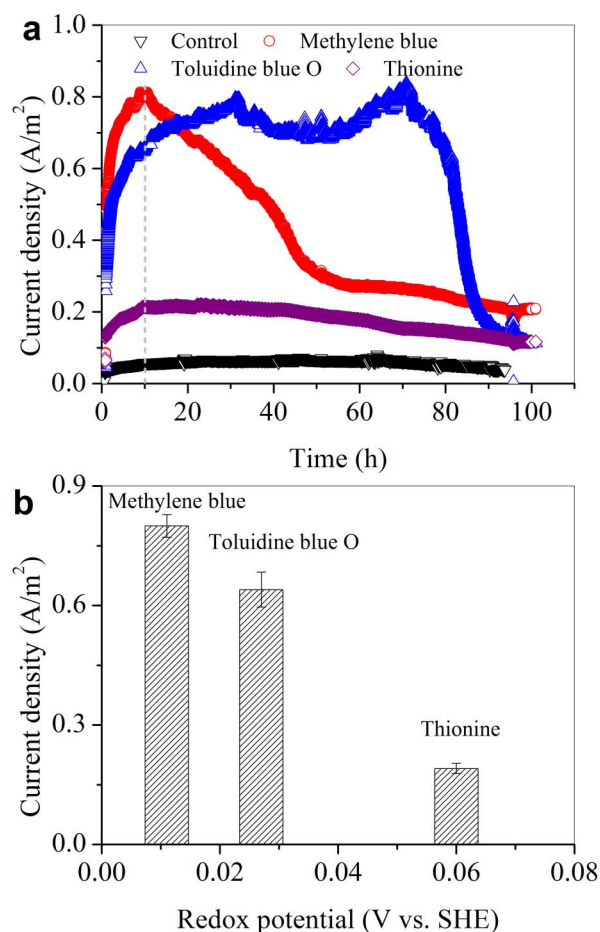 a
Control Methylene blue
Toluidine blue O Thionine
1.0
0.8
0.6
0.4
0.2
0.0
Current density (A/m²)
0 20 40 60 80 100
Time (h)
b
0.9
0.6
0.3
0.0
Current density (A/m²)
Methylene blue
Toluidine blue O
Thionine
0.00 0.02 0.04 0.06 0.08
Redox potential (V vs. SHE)